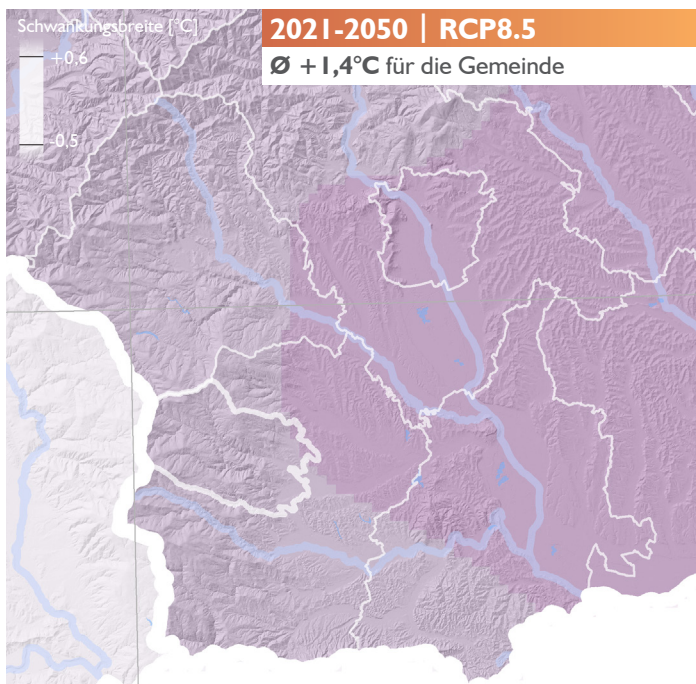 Schwankungsbreite [°C]
+0,6
-0,5
2021-2050 | RCP8.5
Ø +1,4°C für die Gemeinde